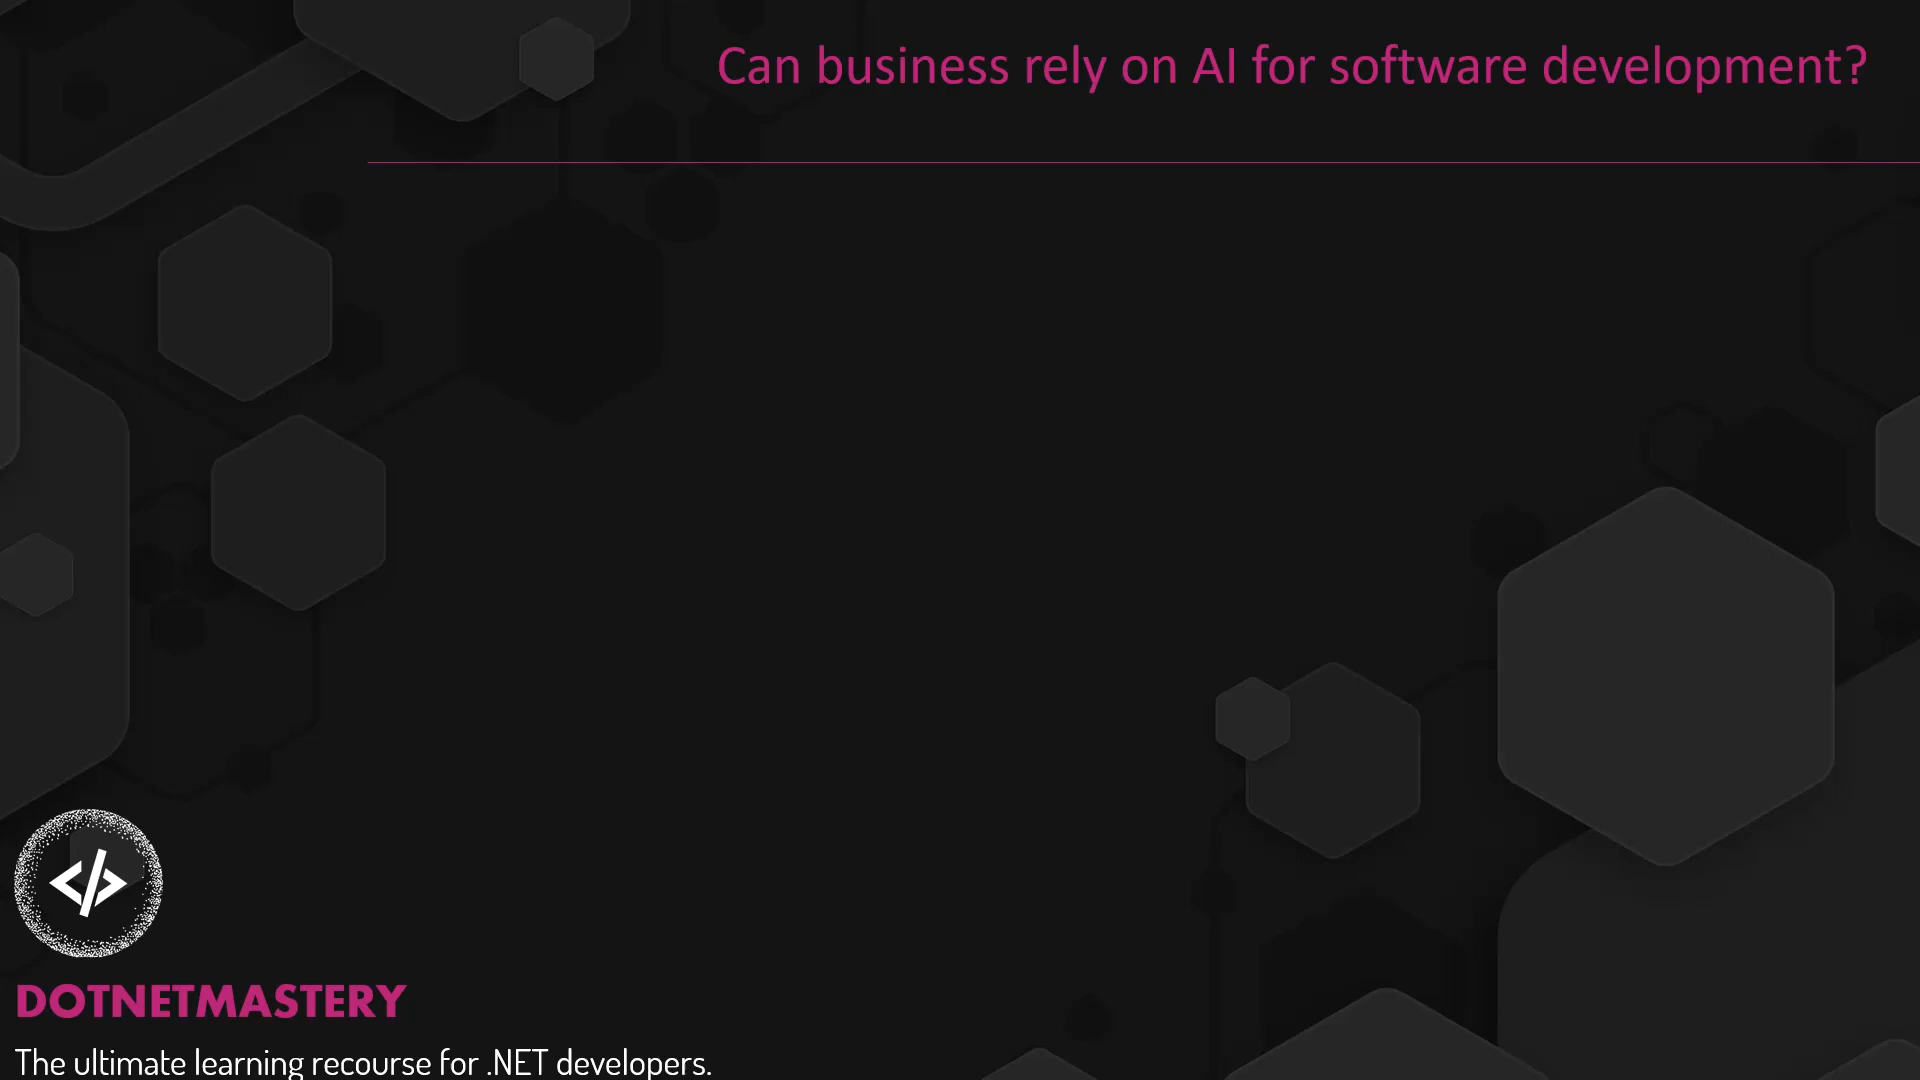 Can business rely on AI for software development?
DOTNETMASTERY
The ultimate learning recourse for .NET developers.